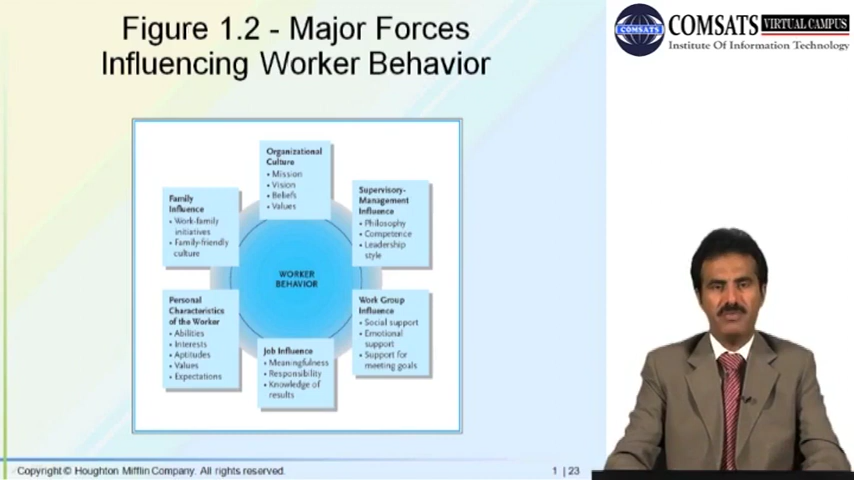 Figure 1.2 - Major Forces
Influencing Worker Behavior
COMSATS
COMSATS VIRTUAL CAMPUS
Institute Of Information Technology
Organizational
Culture
• Mission
• Vision
• Beliefs
• Values
Supervisory-
Management
Influence
• Philosophy
• Competence
• Leadership
style
Work Group
Influence
• Social support
• Emotional
support
• Support for
meeting goals
Job Influence
• Meaningfulness
• Responsibility
• Knowledge of
results
Personal
Characteristics
of the Worker
• Abilities
• Interests
• Aptitudes
• Values
• Expectations
Family
Influence
• Work-family
initiatives
• Family-friendly
culture
WORKER
BEHAVIOR
Copyright © Houghton Mifflin Company. All rights reserved.
1 | 23